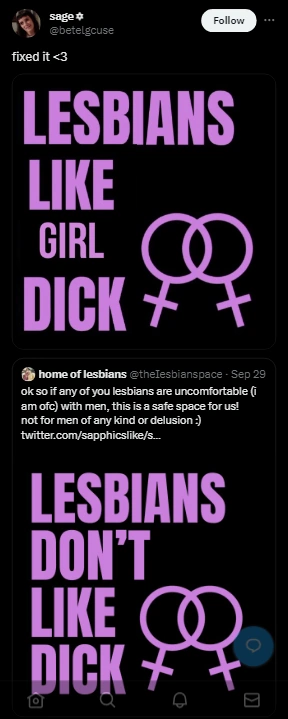 sage ✡
Follow
@betelgcuse
fixed it <3
LESBIANS
LIKE
GIRL
DICK
home of lesbians @thelesbianspace · Sep 29
ok so if any of you lesbians are uncomfortable (i
am ofc) with men, this is a safe space for us!
not for men of any kind or delusion :)
twitter.com/sapphicslike/s...
LESBIANS
DON'T
LIKE
DICK